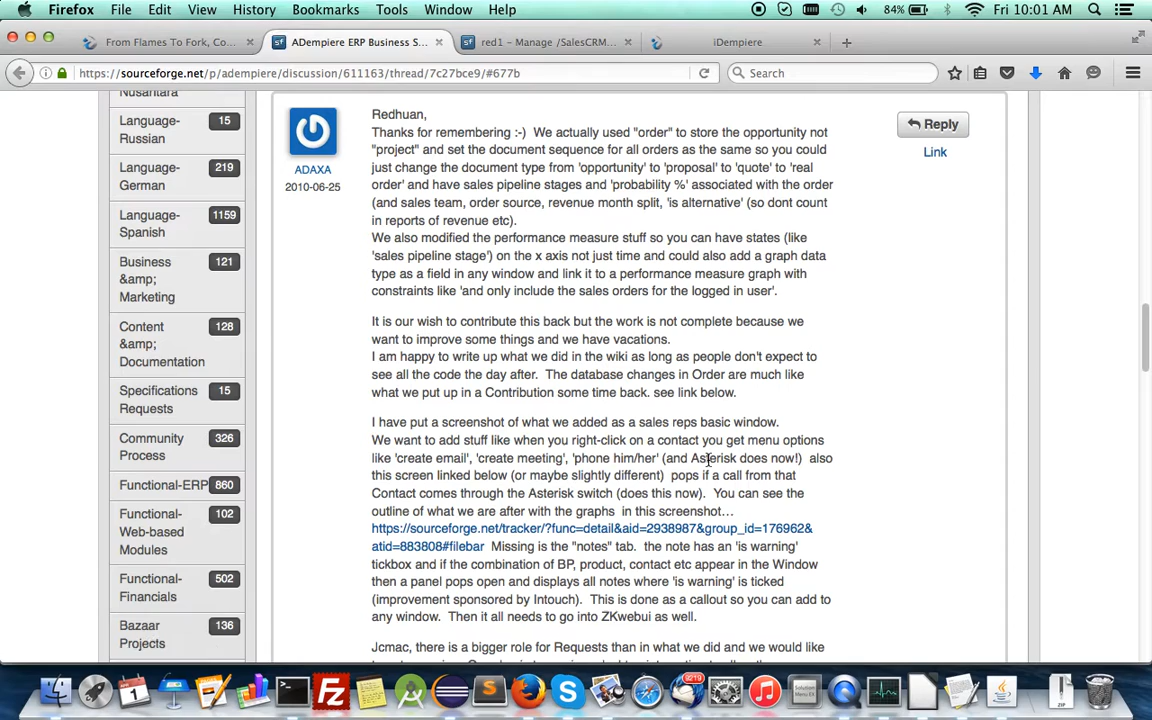 Firefox File Edit View History Bookmarks Tools Window Help 84% Fri 10:01 AM
From Flames To Fork, Co... ADempiere ERP Business S... red1 - Manage /SalesCRM... iDempiere
https://sourceforge.net/p/adempiere/discussion/611163/thread/7c27bce9/#677b
Search
Nusantara
Language-
Russian
15
Language-
German
219
Language-
Spanish
1159
Business
&amp;
Marketing
121
Content
&amp;
Documentation
128
Specifications
Requests
15
Community
Process
326
Functional-ERP
860
Functional-
Web-based
Modules
102
Functional-
Financials
502
Bazaar
Projects
136
ADAXA
2010-06-25
Redhuan,
Thanks for remembering :-) We actually used "order" to store the opportunity not
"project" and set the document sequence for all orders as the same so you could
just change the document type from 'opportunity' to 'proposal' to 'quote' to 'real
order' and have sales pipeline stages and 'probability %' associated with the order
(and sales team, order source, revenue month split, 'is alternative' (so dont count
in reports of revenue etc).
We also modified the performance measure stuff so you can have states (like
'sales pipeline stage') on the x axis not just time and could also add a graph data
type as a field in any window and link it to a performance measure graph with
constraints like 'and only include the sales orders for the logged in user'.
It is our wish to contribute this back but the work is not complete because we
want to improve some things and we have vacations.
I am happy to write up what we did in the wiki as long as people don't expect to
see all the code the day after. The database changes in Order are much like
what we put up in a Contribution some time back. see link below.
I have put a screenshot of what we added as a sales reps basic window.
We want to add stuff like when you right-click on a contact you get menu options
like 'create email', 'create meeting', 'phone him/her' (and Asterisk does now!) also
this screen linked below (or maybe slightly different) pops if a call from that
Contact comes through the Asterisk switch (does this now). You can see the
outline of what we are after with the graphs in this screenshot…
https://sourceforge.net/tracker/?func=detail&aid=2938987&group_id=176962&
atid=883808#filebar Missing is the "notes" tab. the note has an 'is warning'
tickbox and if the combination of BP, product, contact etc appear in the Window
then a panel pops open and displays all notes where 'is warning' is ticked
(improvement sponsored by Intouch). This is done as a callout so you can add to
any window. Then it all needs to go into ZKwebui as well.
Jcmac, there is a bigger role for Requests than in what we did and we would like
Reply
Link
9219